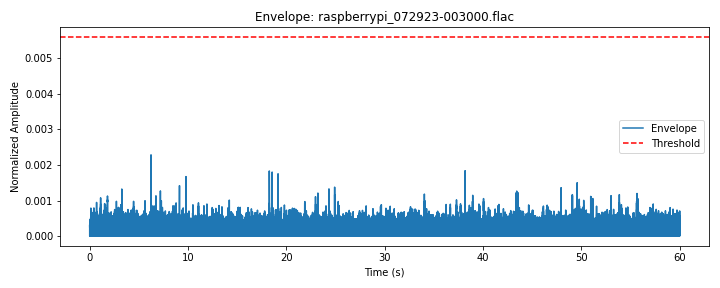 Envelope: raspberrypi_072923-003000.flac
Normalized Amplitude
0.005
0.004
0.003
0.002
0.001
0.000
Envelope
Threshold
0
10
20
30
40
50
60
Time (s)